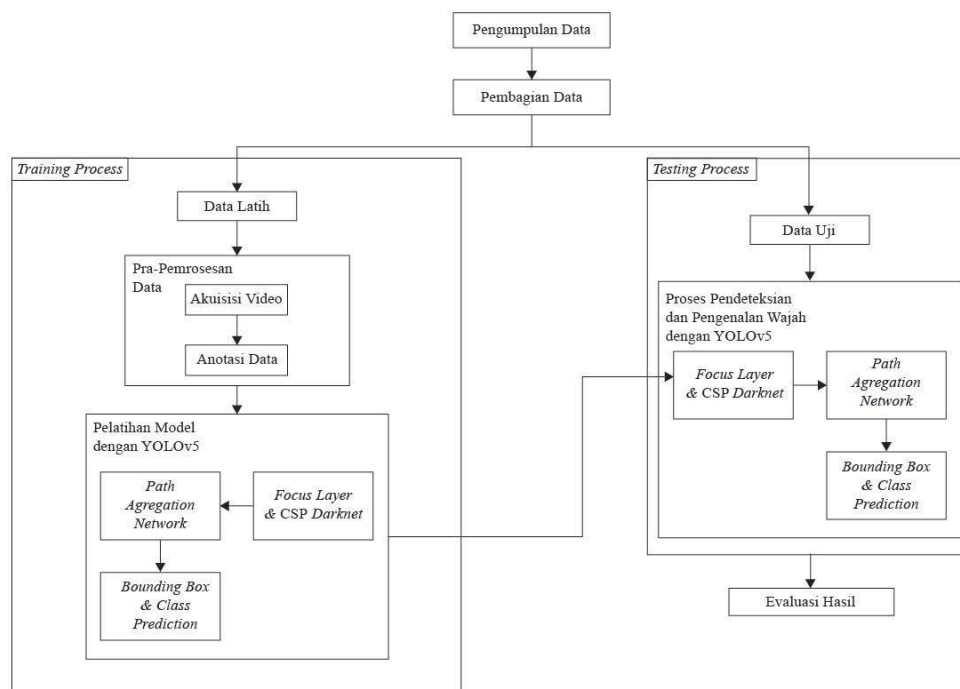 Pengumpulan Data
Pembagian Data
Training Process
Data Latih
Pra-Pemrosesan
Data
Akuisisi Video
Anotasi Data
Pelatihan Model
dengan YOLOv5
Path
Agregation
Network
Focus Layer
& CSP Darknet
Bounding Box
& Class
Prediction
Testing Process
Data Uji
Proses Pendeteksian
dan Pengenalan Wajah
dengan YOLOv5
Focus Layer
& CSP Darknet
Path
Agregation
Network
Bounding Box
& Class
Prediction
Evaluasi Hasil